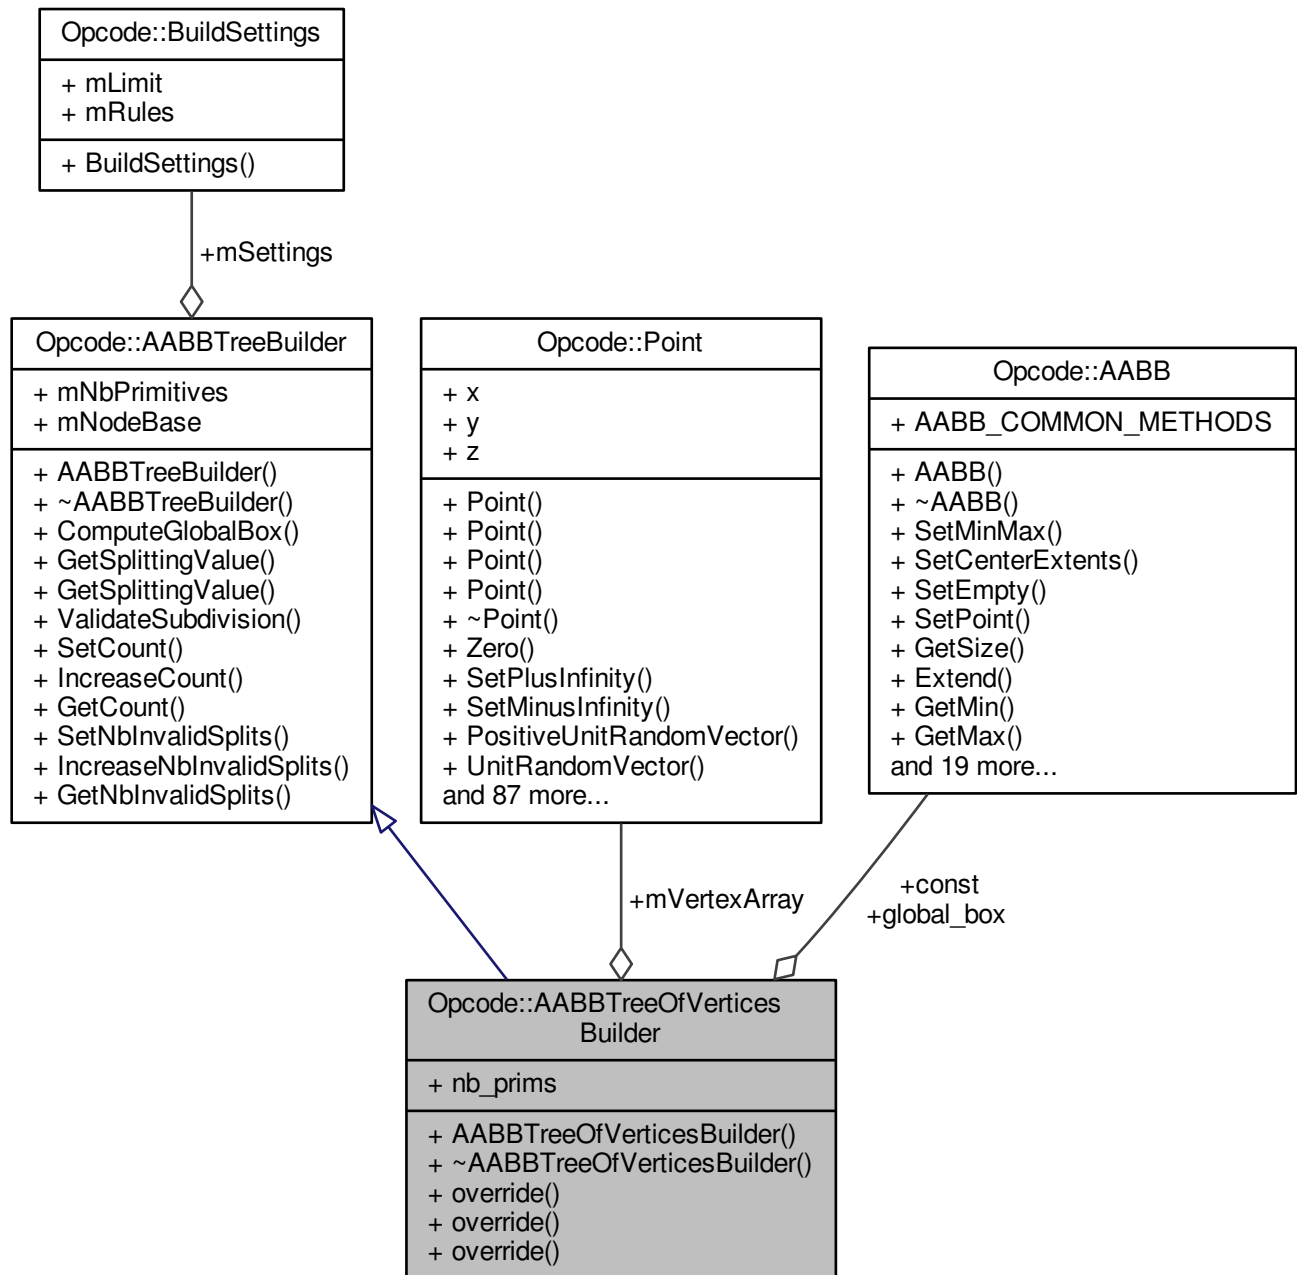 Opcode::BuildSettings
+ mLimit
+ mRules
+ BuildSettings()
+mSettings
Opcode::AABBTreeBuilder
+ mNbPrimitives
+ mNodeBase
+ AABBTreeBuilder()
+ ~AABBTreeBuilder()
+ ComputeGlobalBox()
+ GetSplittingValue()
+ GetSplittingValue()
+ ValidateSubdivision()
+ SetCount()
+ IncreaseCount()
+ GetCount()
+ SetNbInvalidSplits()
+ IncreaseNbInvalidSplits()
+ GetNbInvalidSplits()
Opcode::Point
+ x
+ y
+ z
+ Point()
+ Point()
+ Point()
+ Point()
+ ~Point()
+ Zero()
+ SetPlusInfinity()
+ SetMinusInfinity()
+ PositiveUnitRandomVector()
+ UnitRandomVector()
and 87 more...
Opcode::AABB
+ AABB_COMMON_METHODS
+ AABB()
+ ~AABB()
+ SetMinMax()
+ SetCenterExtents()
+ SetEmpty()
+ SetPoint()
+ GetSize()
+ Extend()
+ GetMin()
+ GetMax()
and 19 more...
+mVertexArray
+const
+global_box
Opcode::AABBTreeOfVertices
Builder
+ nb_prims
+ AABBTreeOfVerticesBuilder()
+ ~AABBTreeOfVerticesBuilder()
+ override()
+ override()
+ override()